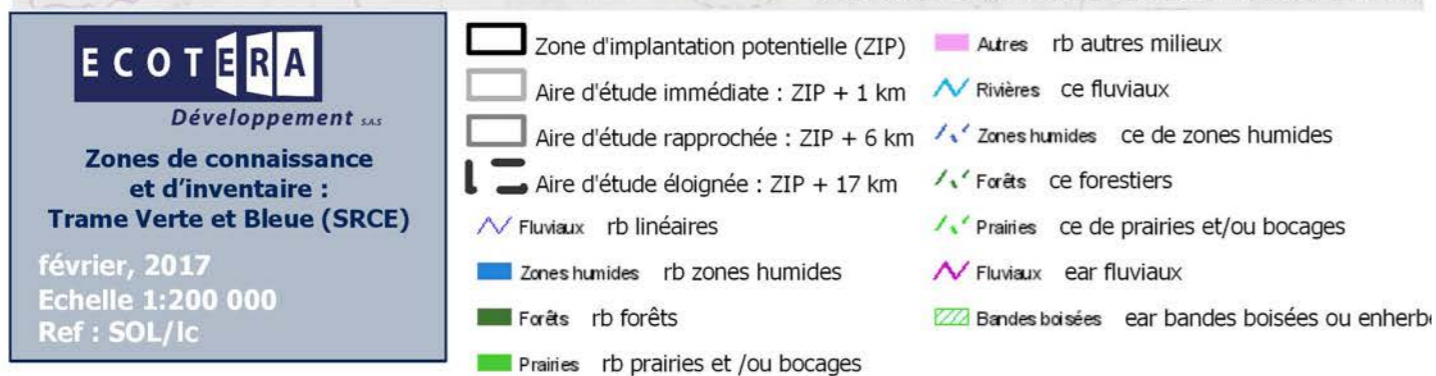 ECOTERA
Développement S.A.S
Zones de connaissance
et d'inventaire :
Trame Verte et Bleue (SRCE)
février, 2017
Echelle 1:200 000
Ref : SOL/lc
Zone d'implantation potentielle (ZIP)
Aire d'étude immédiate : ZIP + 1 km
Aire d'étude rapprochée : ZIP + 6 km
Aire d'étude éloignée : ZIP + 17 km
Fluviaux rb linéaires
Zones humides rb zones humides
Forêts rb forêts
Prairies rb prairies et /ou bocages
Autres rb autres milieux
Rivières ce fluviaux
Zones humides ce de zones humides
Forêts ce forestiers
Prairies ce de prairies et/ou bocages
Fluviaux ear fluviaux
Bandes boisées ear bandes boisées ou